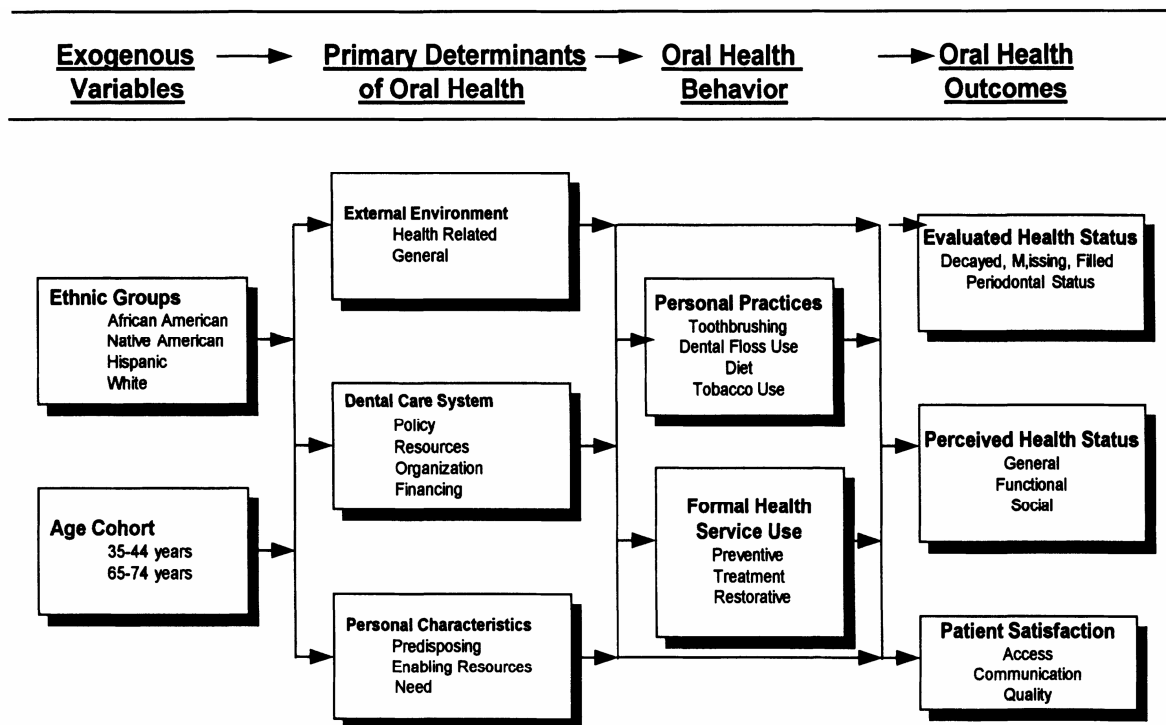 Exogenous Variables
Primary Determinants of Oral Health
Oral Health Behavior
Oral Health Outcomes
Ethnic Groups
African American
Native American
Hispanic
White
Age Cohort
35-44 years
65-74 years
External Environment
Health Related
General
Dental Care System
Policy
Resources
Organization
Financing
Personal Characteristics
Predisposing
Enabling Resources
Need
Personal Practices
Toothbrushing
Dental Floss Use
Diet
Tobacco Use
Formal Health
Service Use
Preventive
Treatment
Restorative
Evaluated Health Status
Decayed, M,issing, Filled
Periodontal Status
Perceived Health Status
General
Functional
Social
Patient Satisfaction
Access
Communication
Quality